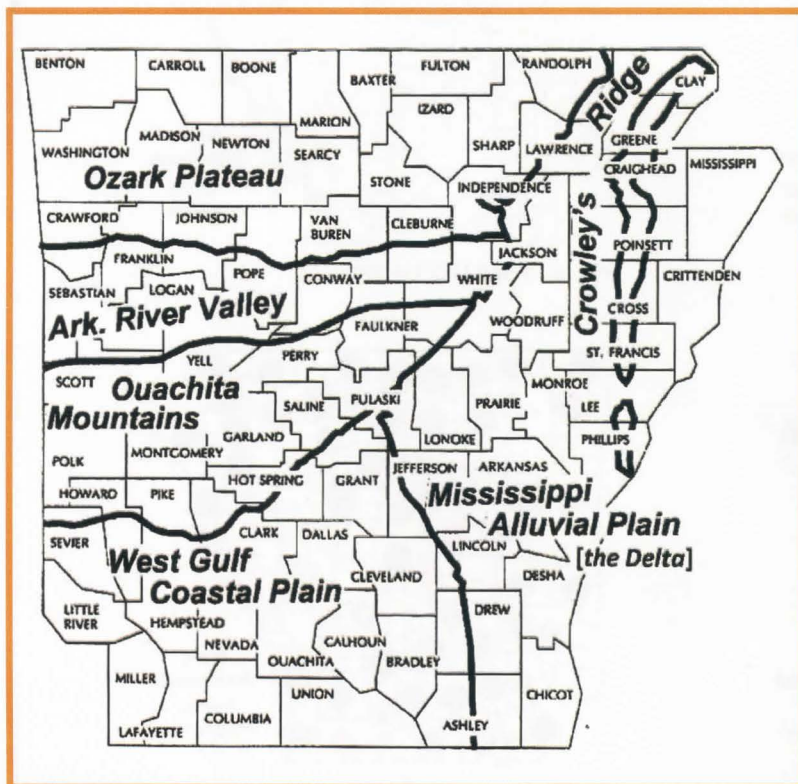 BENTON
CARROLL
BOONE
BAXTER
FULTON
RANDOLPH
CLAY
IZARD
MARION
SHARP
Ridge
GREENE
LAWRENCE
MADISON
NEWTON
WASHINGTON
SEARCY
CRAIGHEAD
MISSISSIPPI
Ozark Plateau
STONE
INDEPENDENCE
CRAWFORD
JOHNSON
VAN
BUREN
CLEBURNE
Crowley's
JACKSON
POINSETT
FRANKLIN
POPE
CONWAY
WHITE
CRITTENDEN
SEBASTIAN
LOGAN
Ark. River Valley
FAULKNER
WOODRUFF
CROSS
YELL
PERRY
ST. FRANCIS
SCOTT
Ouachita
Mountains
SALINE
PULASKI
PRAIRIE
MONROE
LEE
GARLAND
LONOKE
PHILLIPS
MONTGOMERY
POLK
HOT SPRING
GRANT
JEFFERSON
ARKANSAS
HOWARD
PIKE
Mississippi
Alluvial Plain
[the Delta]
CLARK
DALLAS
SEVIER
LINCOLN
West Gulf
Coastal Plain
CLEVELAND
DESHA
LITTLE
RIVER
HEMPSTEAD
DREW
NEVADA
CALHOUN
OUACHITA
BRADLEY
MILLER
UNION
CHICOT
COLUMBIA
LAFAYETTE
ASHLEY